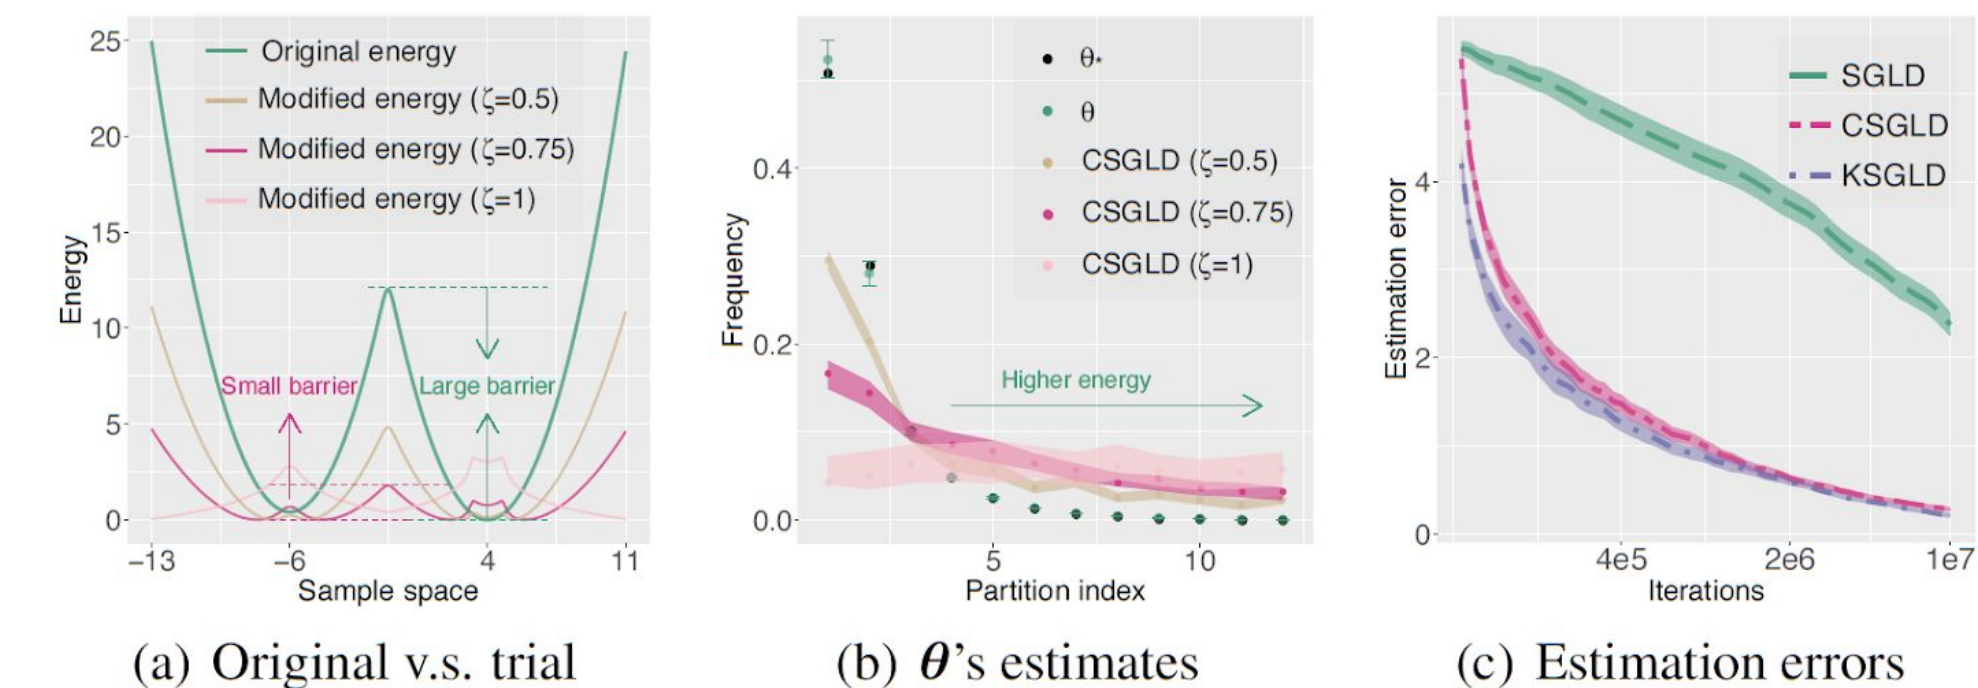 Energy
25
20
15
10
5
0
Original energy
Modified energy (ζ=0.5)
Modified energy (ζ=0.75)
Modified energy (ζ=1)
Small barrier
Large barrier
−13
−6
4
11
Sample space
(a) Original v.s. trial
Frequency
0.4
0.2
0.0
θ⋆
θ
CSGLD (ζ=0.5)
CSGLD (ζ=0.75)
CSGLD (ζ=1)
Higher energy
5
10
Partition index
(b) θ's estimates
Estimation error
4
2
0
SGLD
CSGLD
KSGLD
4e5
2e6
1e7
Iterations
(c) Estimation errors